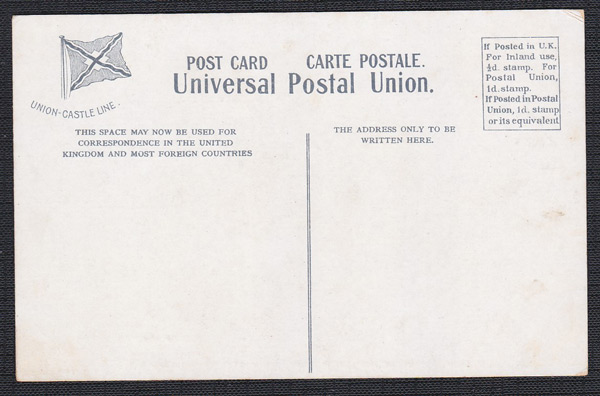 UNION-CASTLE LINE.
POST CARD CARTE POSTALE.
Universal Postal Union.
If Posted in U.K.
For Inland use,
½d. stamp. For
Postal Union,
1d. stamp.
If Posted in Postal
Union, 1d. stamp
or its equivalent
THIS SPACE MAY NOW BE USED FOR
CORRESPONDENCE IN THE UNITED
KINGDOM AND MOST FOREIGN COUNTRIES
THE ADDRESS ONLY TO BE
WRITTEN HERE.